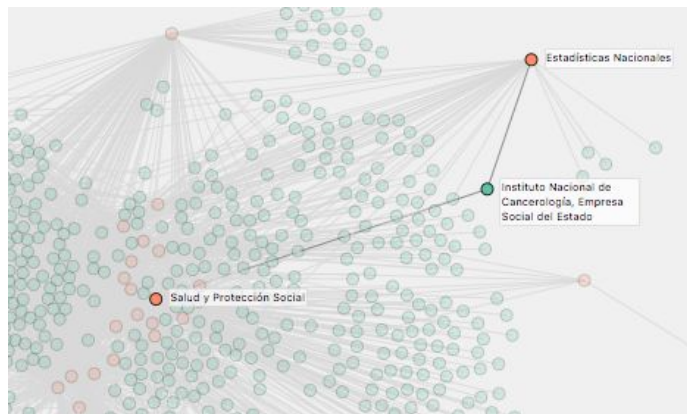 Estadísticas Nacionales
Instituto Nacional de
Cancerología, Empresa
Social del Estado
Salud y Protección Social